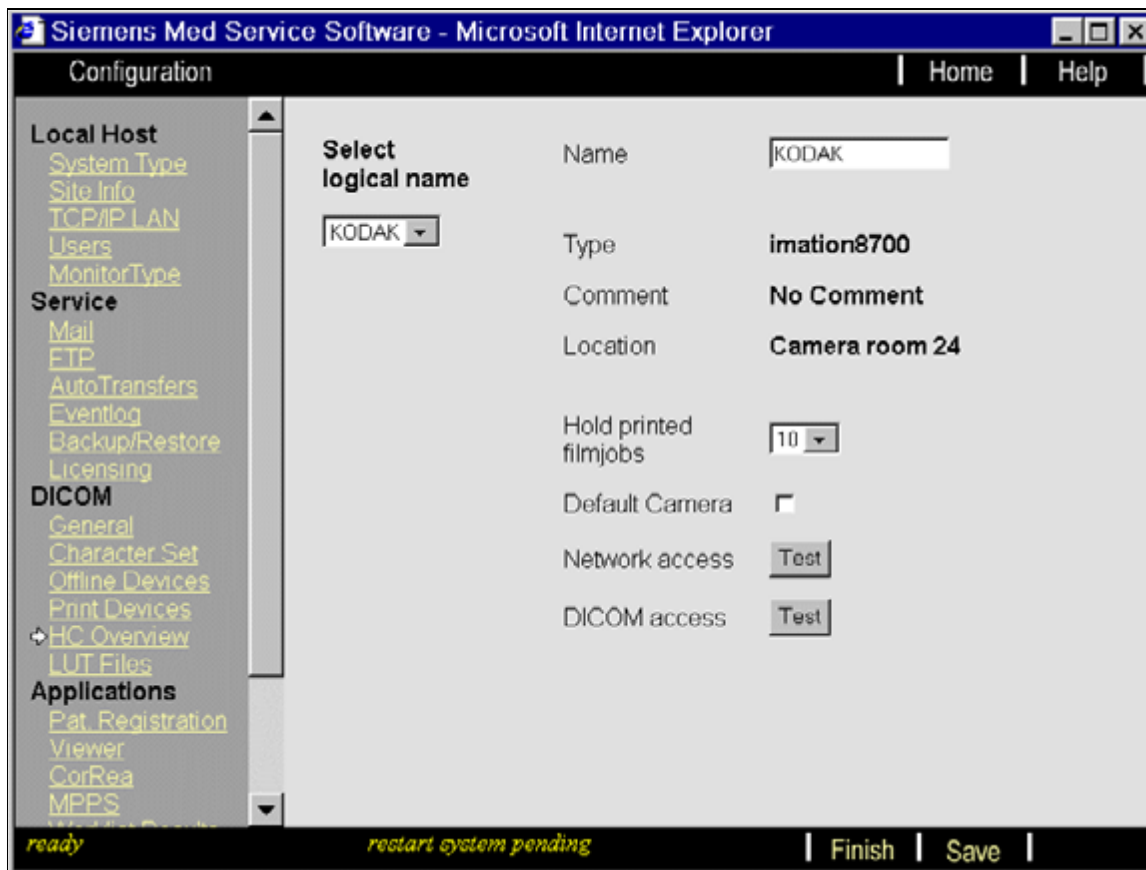 Siemens Med Service Software - Microsoft Internet Explorer
Configuration
Home
Help
Local Host
System Type
Site Info
TCP/IP LAN
Users
MonitorType
Service
Mail
FTP
AutoTransfers
Eventlog
Backup/Restore
Licensing
DICOM
General
Character Set
Offline Devices
Print Devices
HC Overview
LUT Files
Applications
Pat. Registration
Viewer
CorRea
MPPS
Select
logical name
KODAK
Name
KODAK
Type
imation8700
Comment
No Comment
Location
Camera room 24
Hold printed
filmjobs
10
Default Camera
Network access
Test
DICOM access
Test
ready
restart system pending
Finish
Save